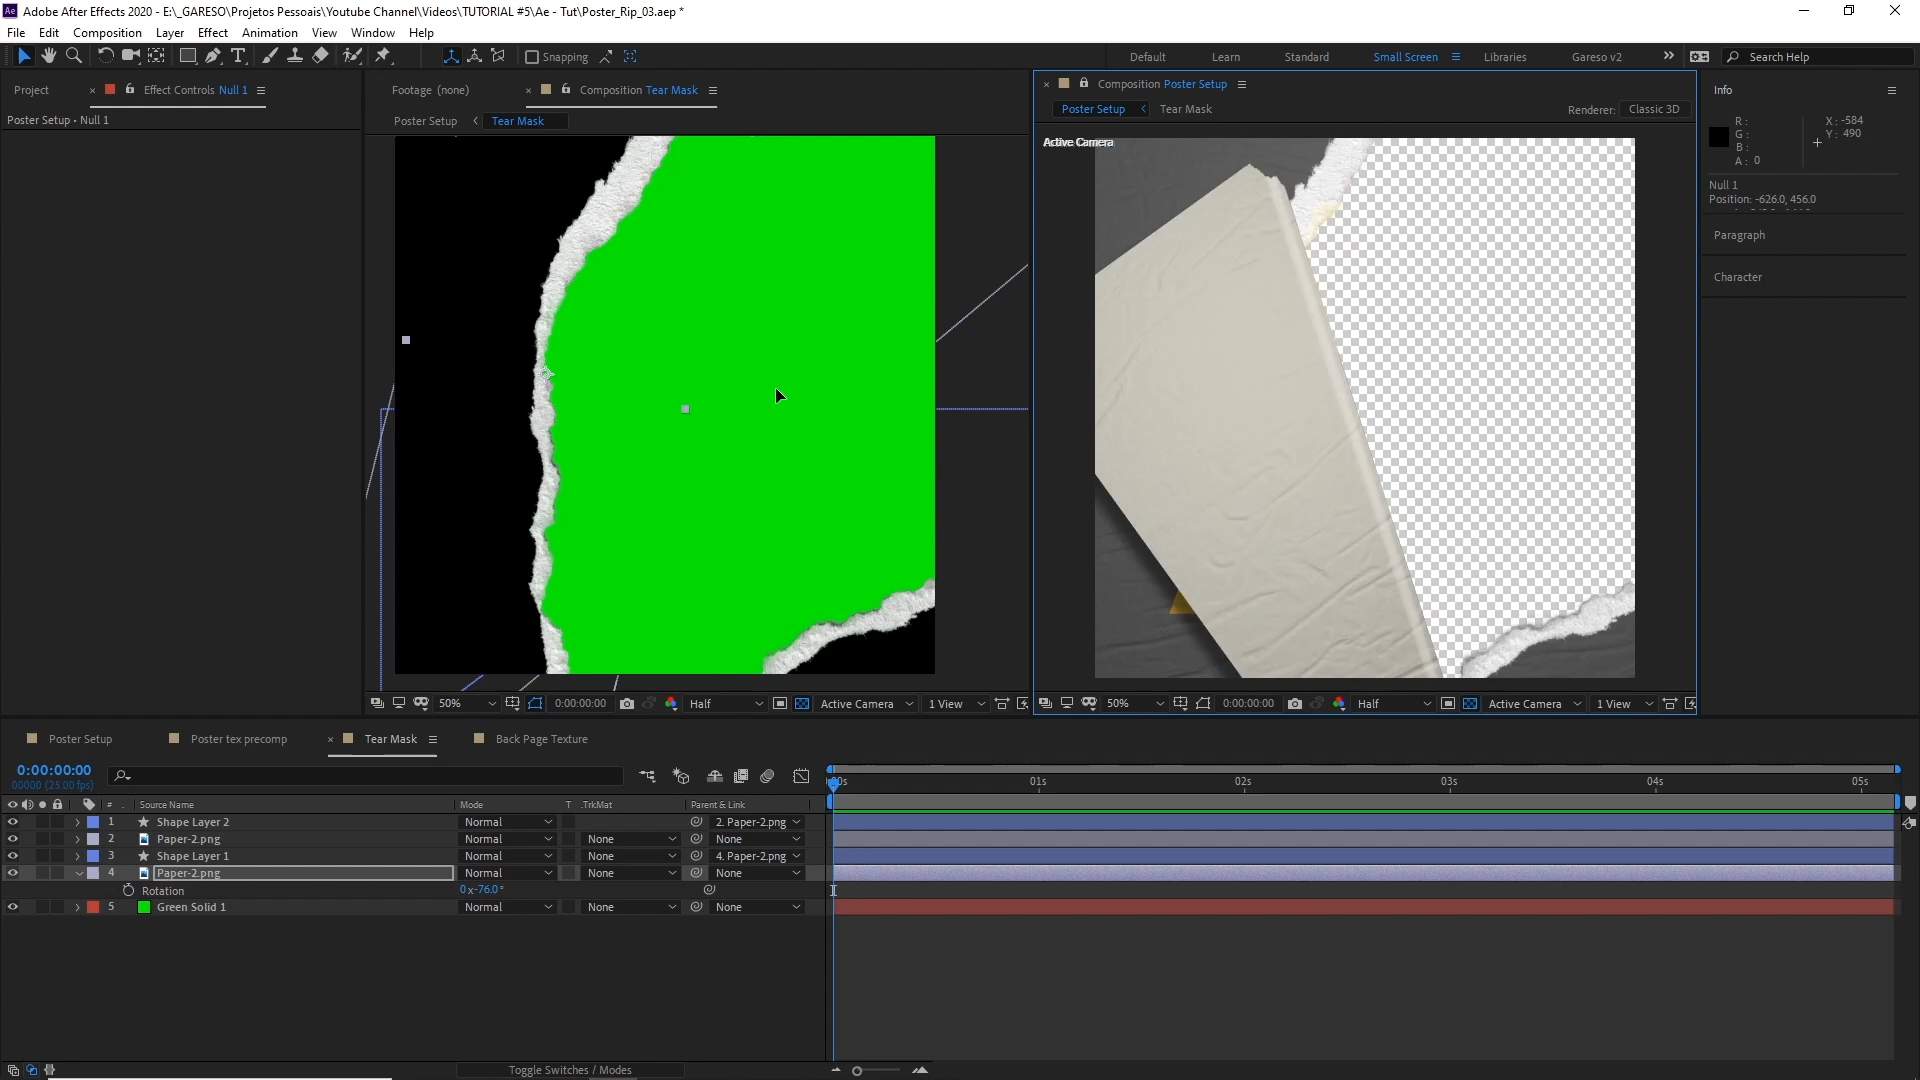 Adobe After Effects 2020 - E:\_GARESO\Projetos Pessoais\Youtube Channel\Videos\TUTORIAL #5\Ae - Tut\Poster_Rip_03.aep *
File Edit Composition Layer Effect Animation View Window Help
Snapping
Default Learn Standard Small Screen Libraries Gareso v2 Search Help
Project Effect Controls Null 1
Poster Setup • Null 1
Footage (none) Composition Tear Mask
Poster Setup Tear Mask
Composition Poster Setup
Poster Setup Tear Mask Renderer: Classic 3D
Active Camera
Info
R :
G :
B :
A : 0
X : -584
Y : 490
Null 1
Position: -626.0, 456.0
Paragraph
Character
50% 0:00:00:00 Half Active Camera 1 View
50% 0:00:00:00 Half Active Camera 1 View
Poster Setup Poster tex precomp Tear Mask Back Page Texture
0:00:00:00
00000 (25.00 fps)
01s 02s 03s 04s 05s
# Source Name Mode T .TrkMat Parent & Link
1 Shape Layer 2 Normal 2. Paper-2.png
2 Paper-2.png Normal None None
3 Shape Layer 1 Normal None 4. Paper-2.png
4 Paper-2.png Normal None None
Rotation 0x-76.0°
5 Green Solid 1 Normal None None
Toggle Switches / Modes